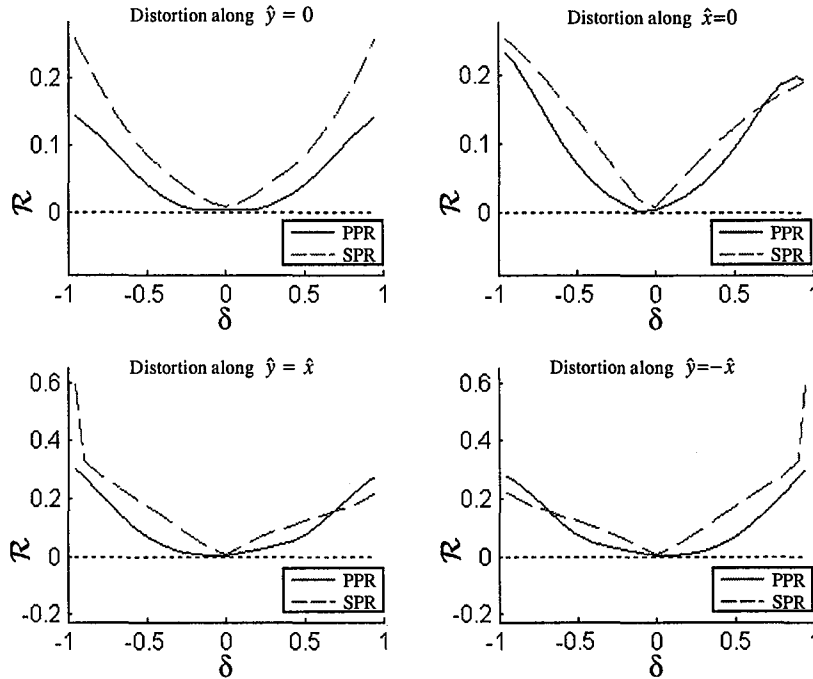 Distortion along ŷ = 0
0.2
0.1
0
ℛ
PPR
SPR
-1
-0.5
0
0.5
1
δ
Distortion along x̂=0
0.2
0.1
0
ℛ
PPR
SPR
-1
-0.5
0
0.5
1
δ
Distortion along ŷ = x̂
0.6
0.4
0.2
0
-0.2
ℛ
PPR
SPR
-1
-0.5
0
0.5
1
δ
Distortion along ŷ=-x̂
0.6
0.4
0.2
0
-0.2
ℛ
PPR
SPR
-1
-0.5
0
0.5
1
δ